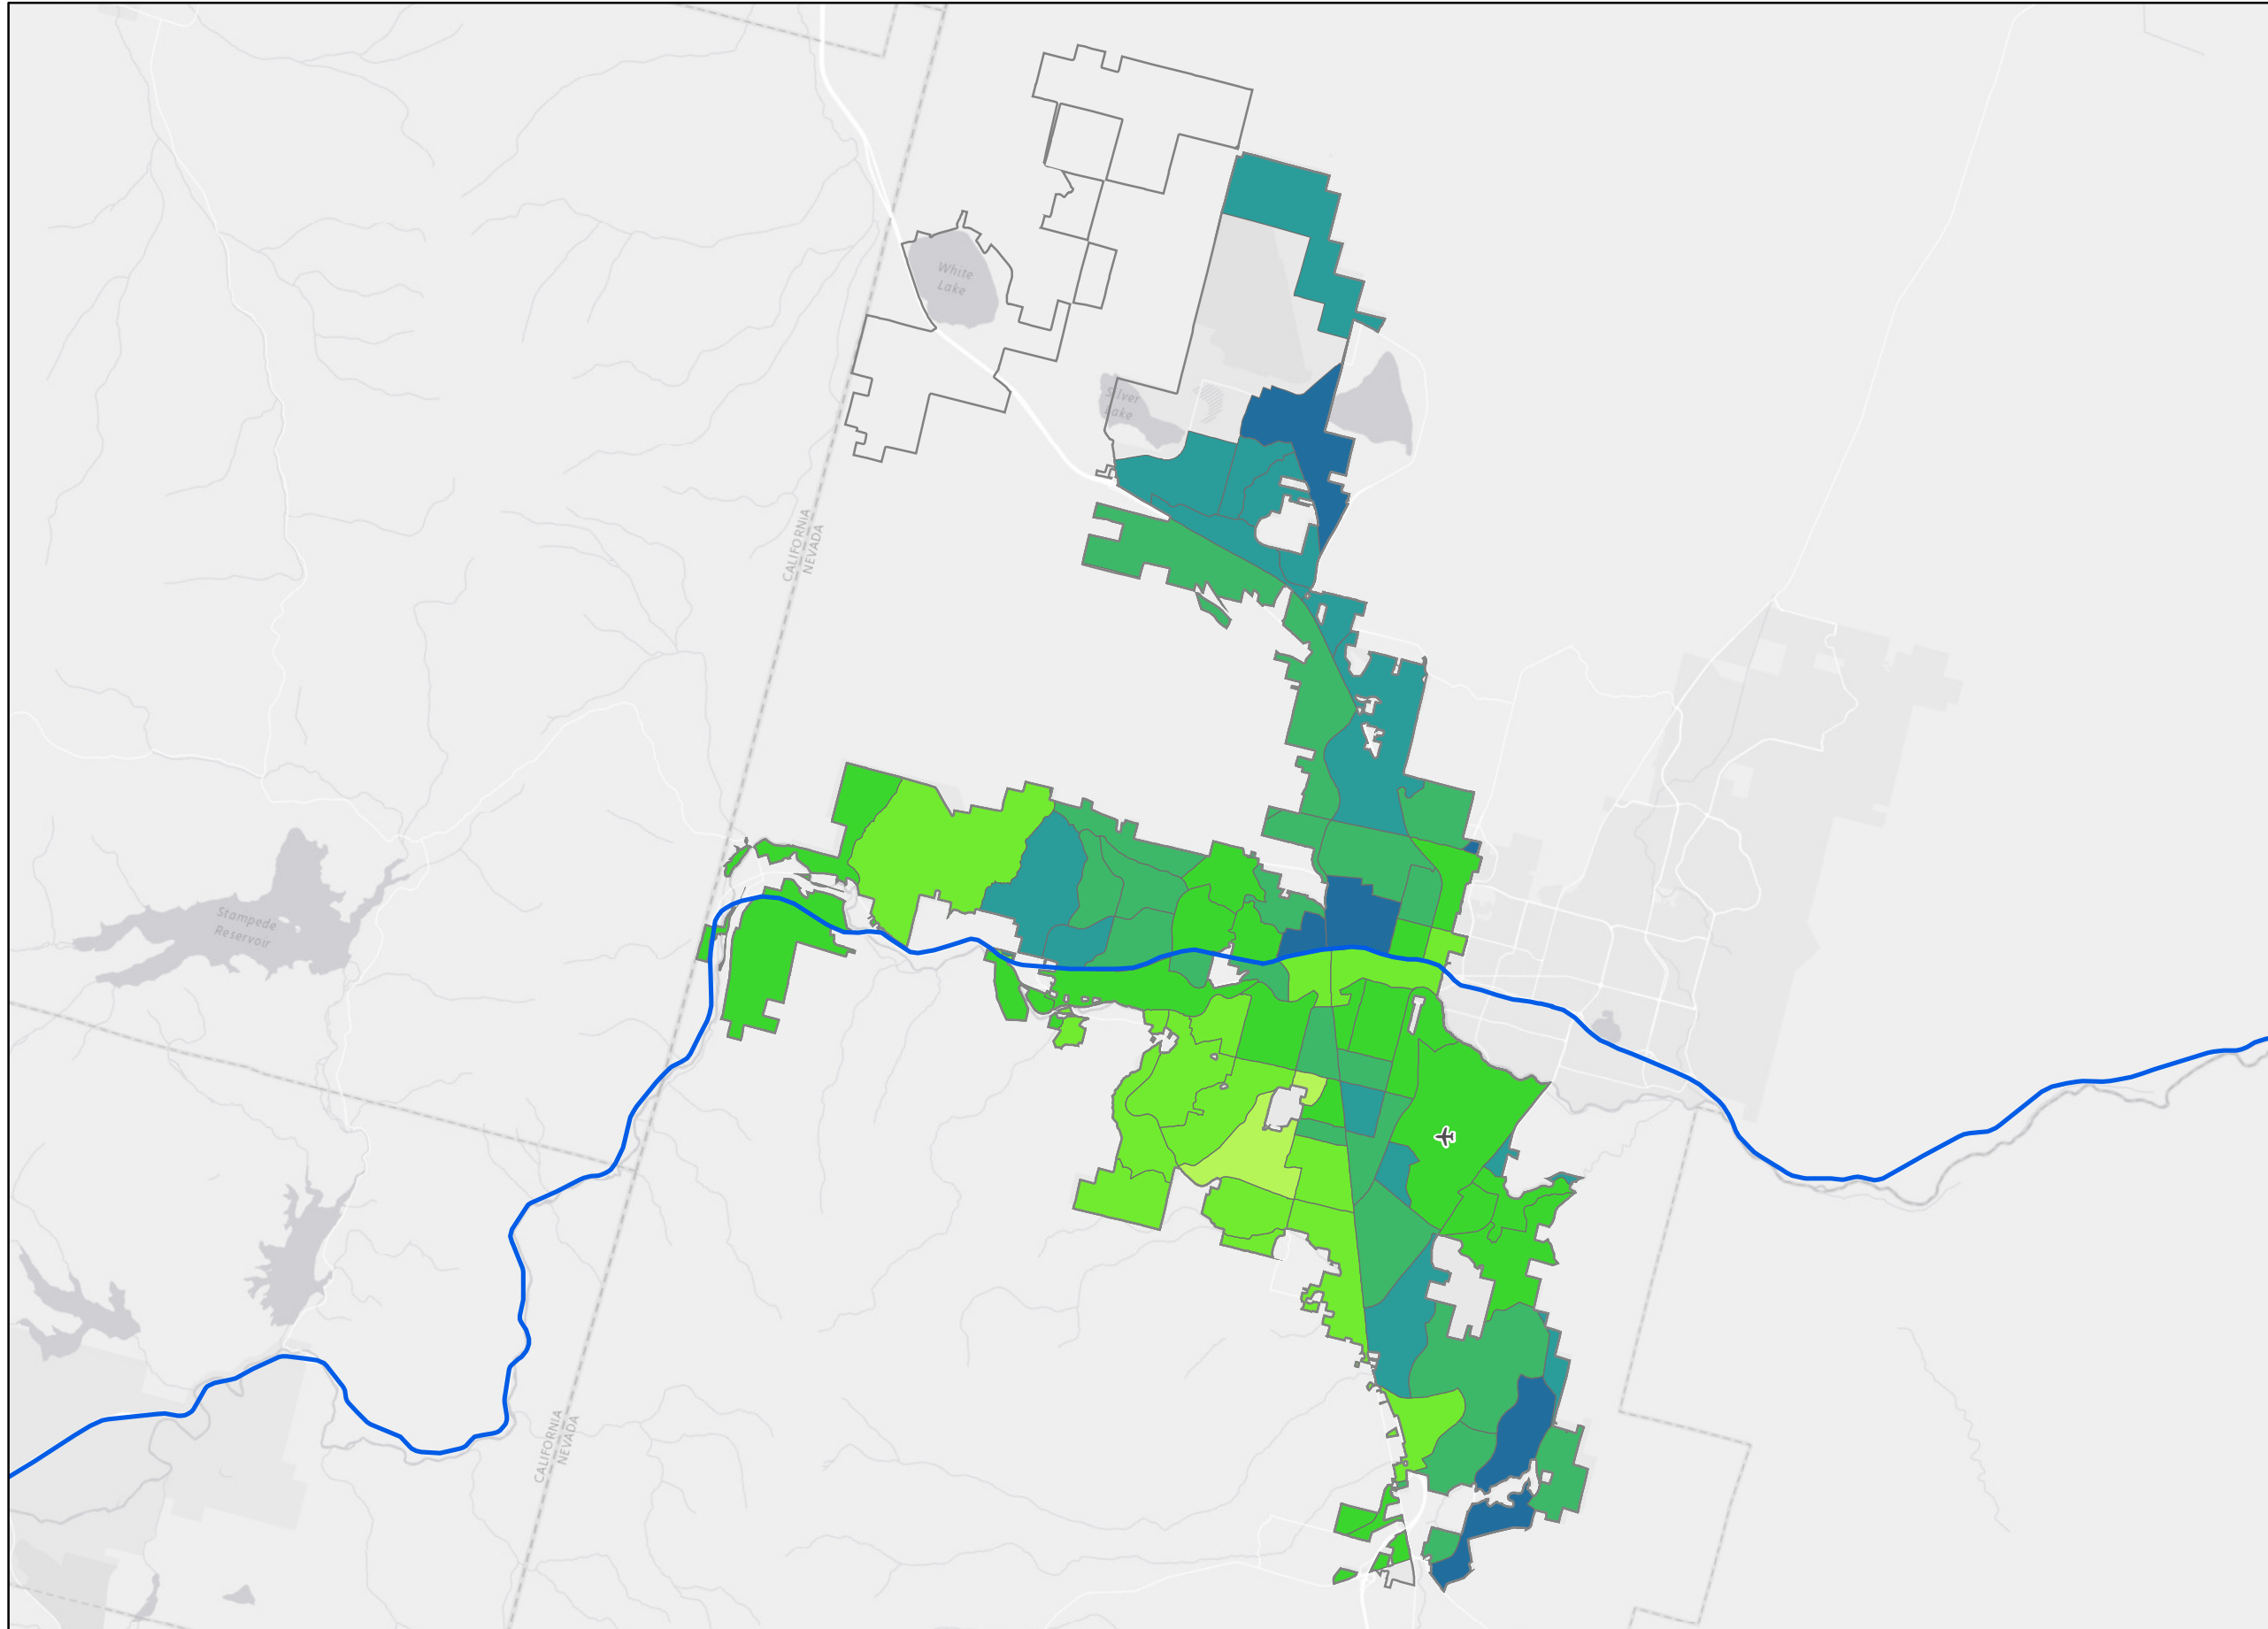 White
Lake
Silver
Lake
CALIFORNIA
NEVADA
Stampede
Reservoir
CALIFORNIA
NEVADA